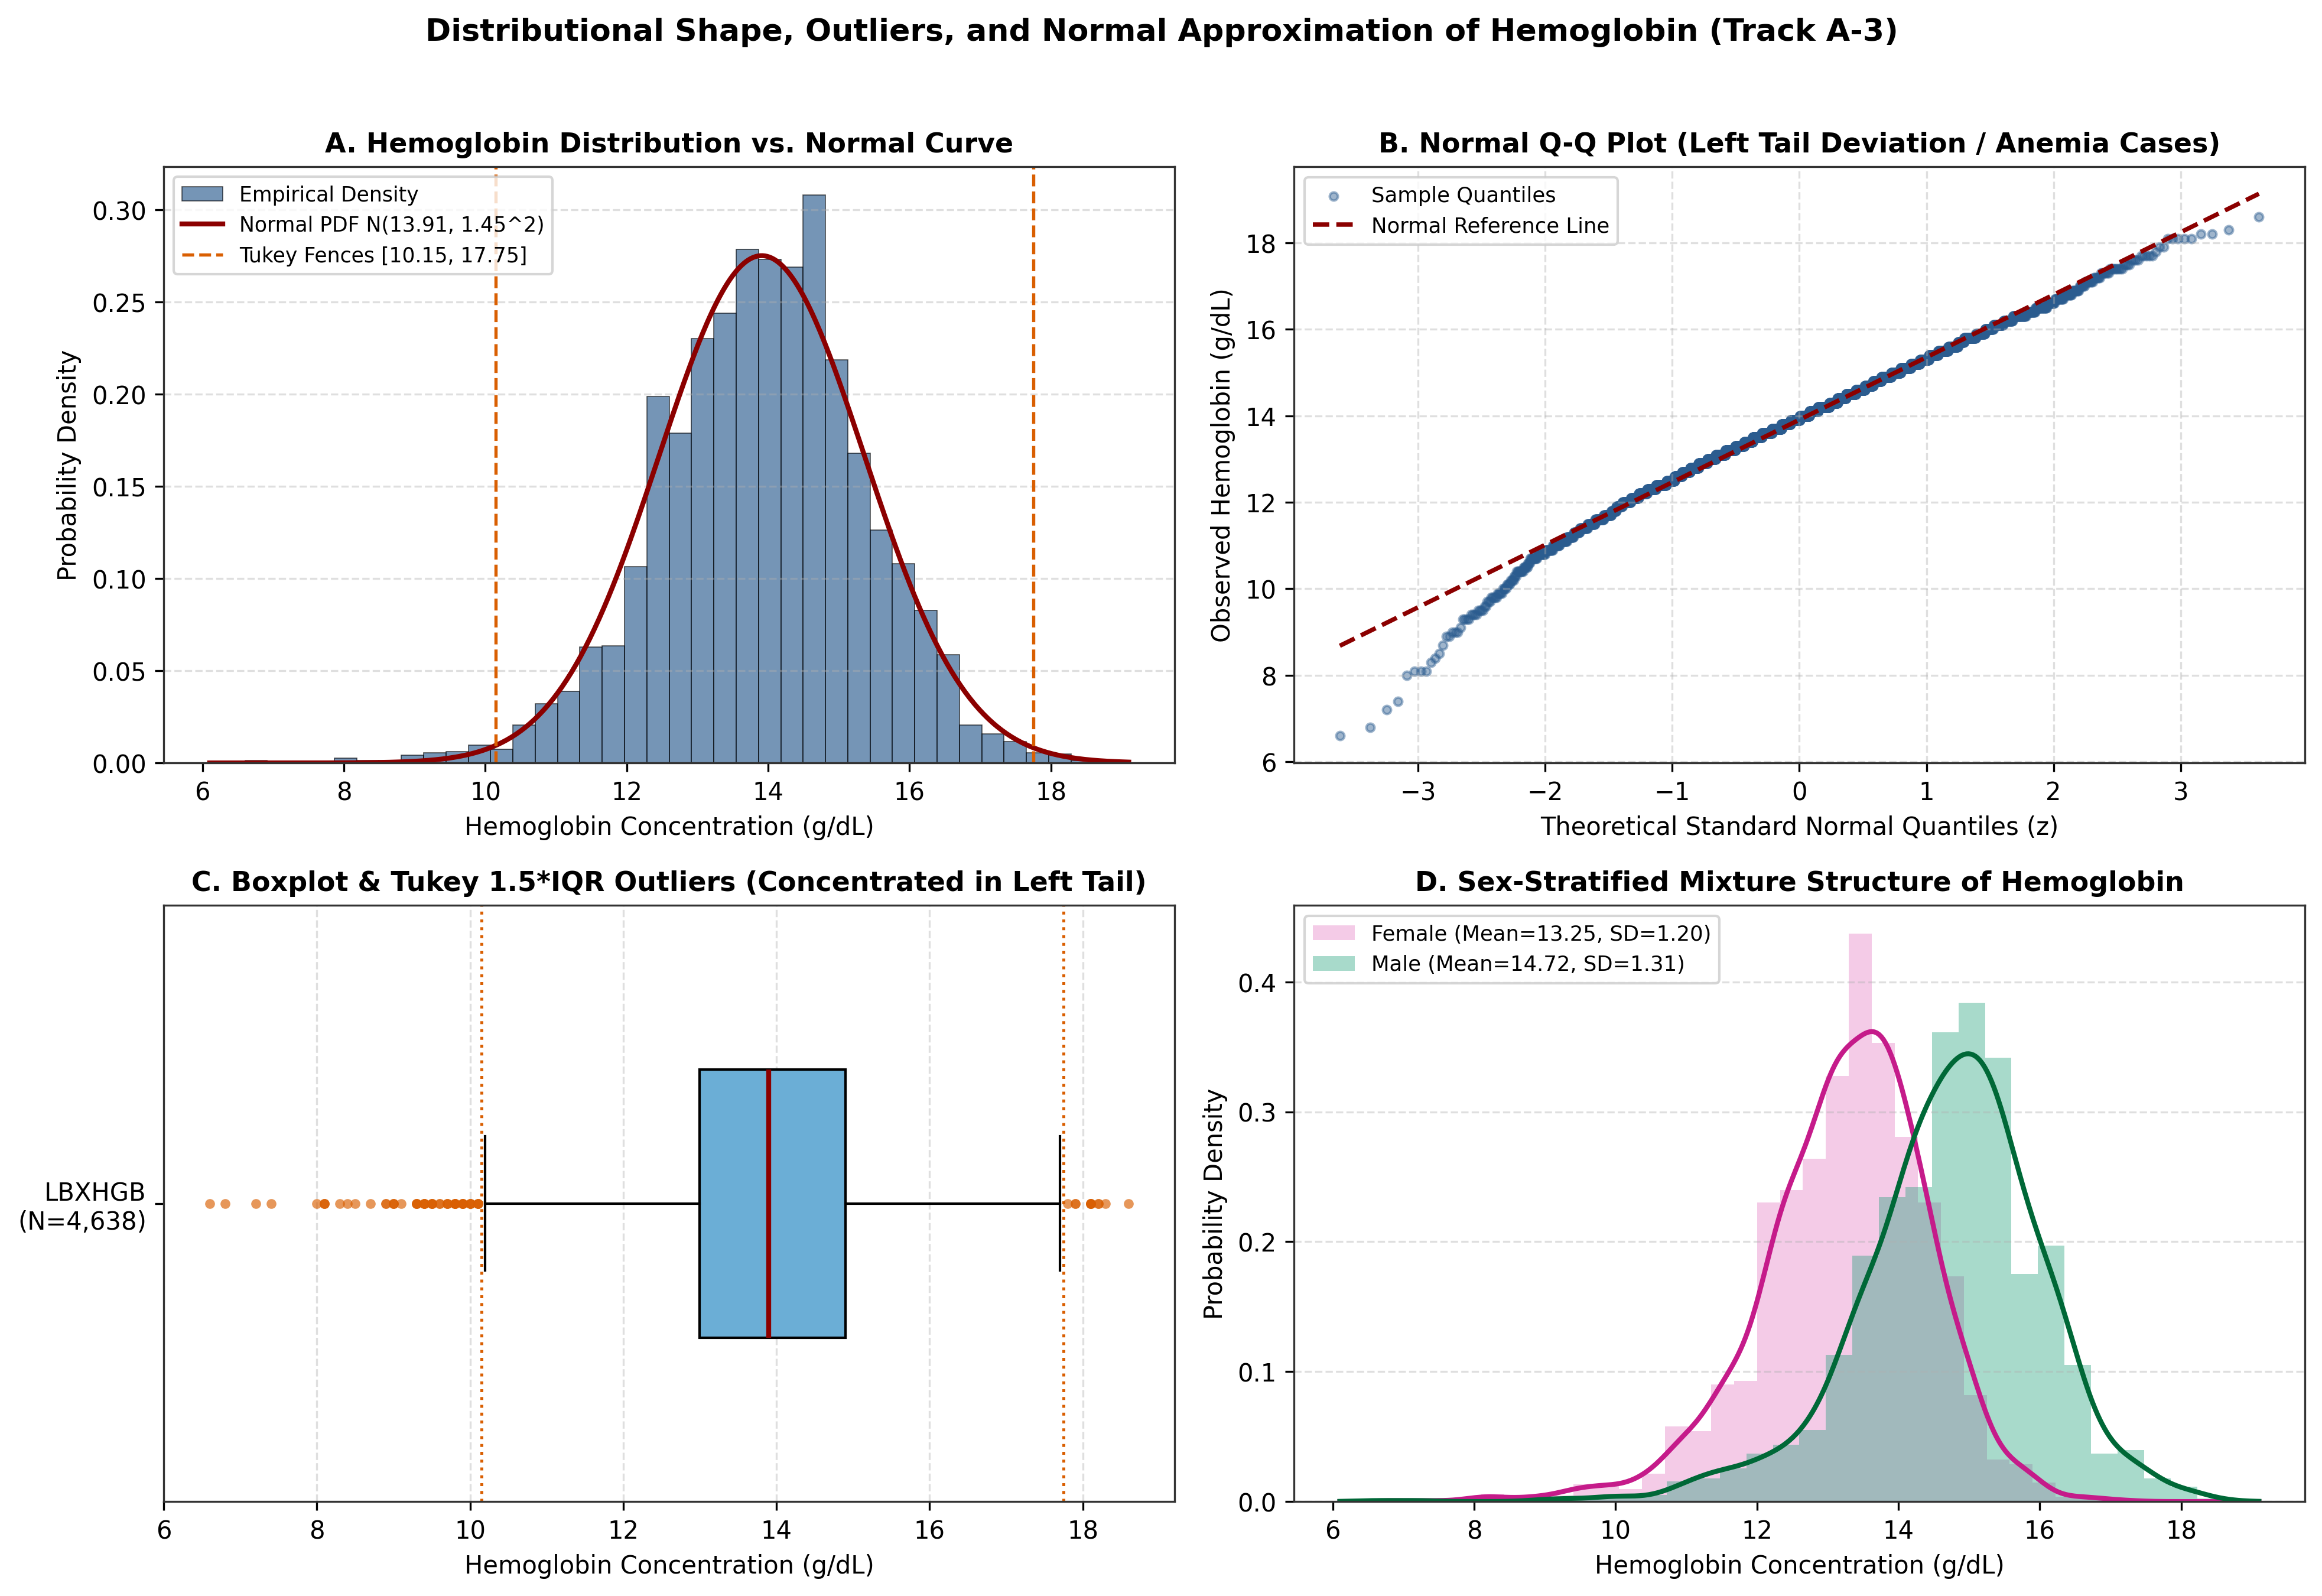 Distributional Shape, Outliers, and Normal Approximation of Hemoglobin (Track A-3)
A. Hemoglobin Distribution vs. Normal Curve
Empirical Density
Normal PDF N(13.91, 1.45^2)
Tukey Fences [10.15, 17.75]
Probability Density
0.30
0.25
0.20
0.15
0.10
0.05
0.00
6 8 10 12 14 16 18
Hemoglobin Concentration (g/dL)
B. Normal Q-Q Plot (Left Tail Deviation / Anemia Cases)
Sample Quantiles
Normal Reference Line
Observed Hemoglobin (g/dL)
18
16
14
12
10
8
6
−3 −2 −1 0 1 2 3
Theoretical Standard Normal Quantiles (z)
C. Boxplot & Tukey 1.5*IQR Outliers (Concentrated in Left Tail)
LBXHGB
(N=4,638)
6 8 10 12 14 16 18
Hemoglobin Concentration (g/dL)
D. Sex-Stratified Mixture Structure of Hemoglobin
Female (Mean=13.25, SD=1.20)
Male (Mean=14.72, SD=1.31)
Probability Density
0.4
0.3
0.2
0.1
0.0
6 8 10 12 14 16 18
Hemoglobin Concentration (g/dL)